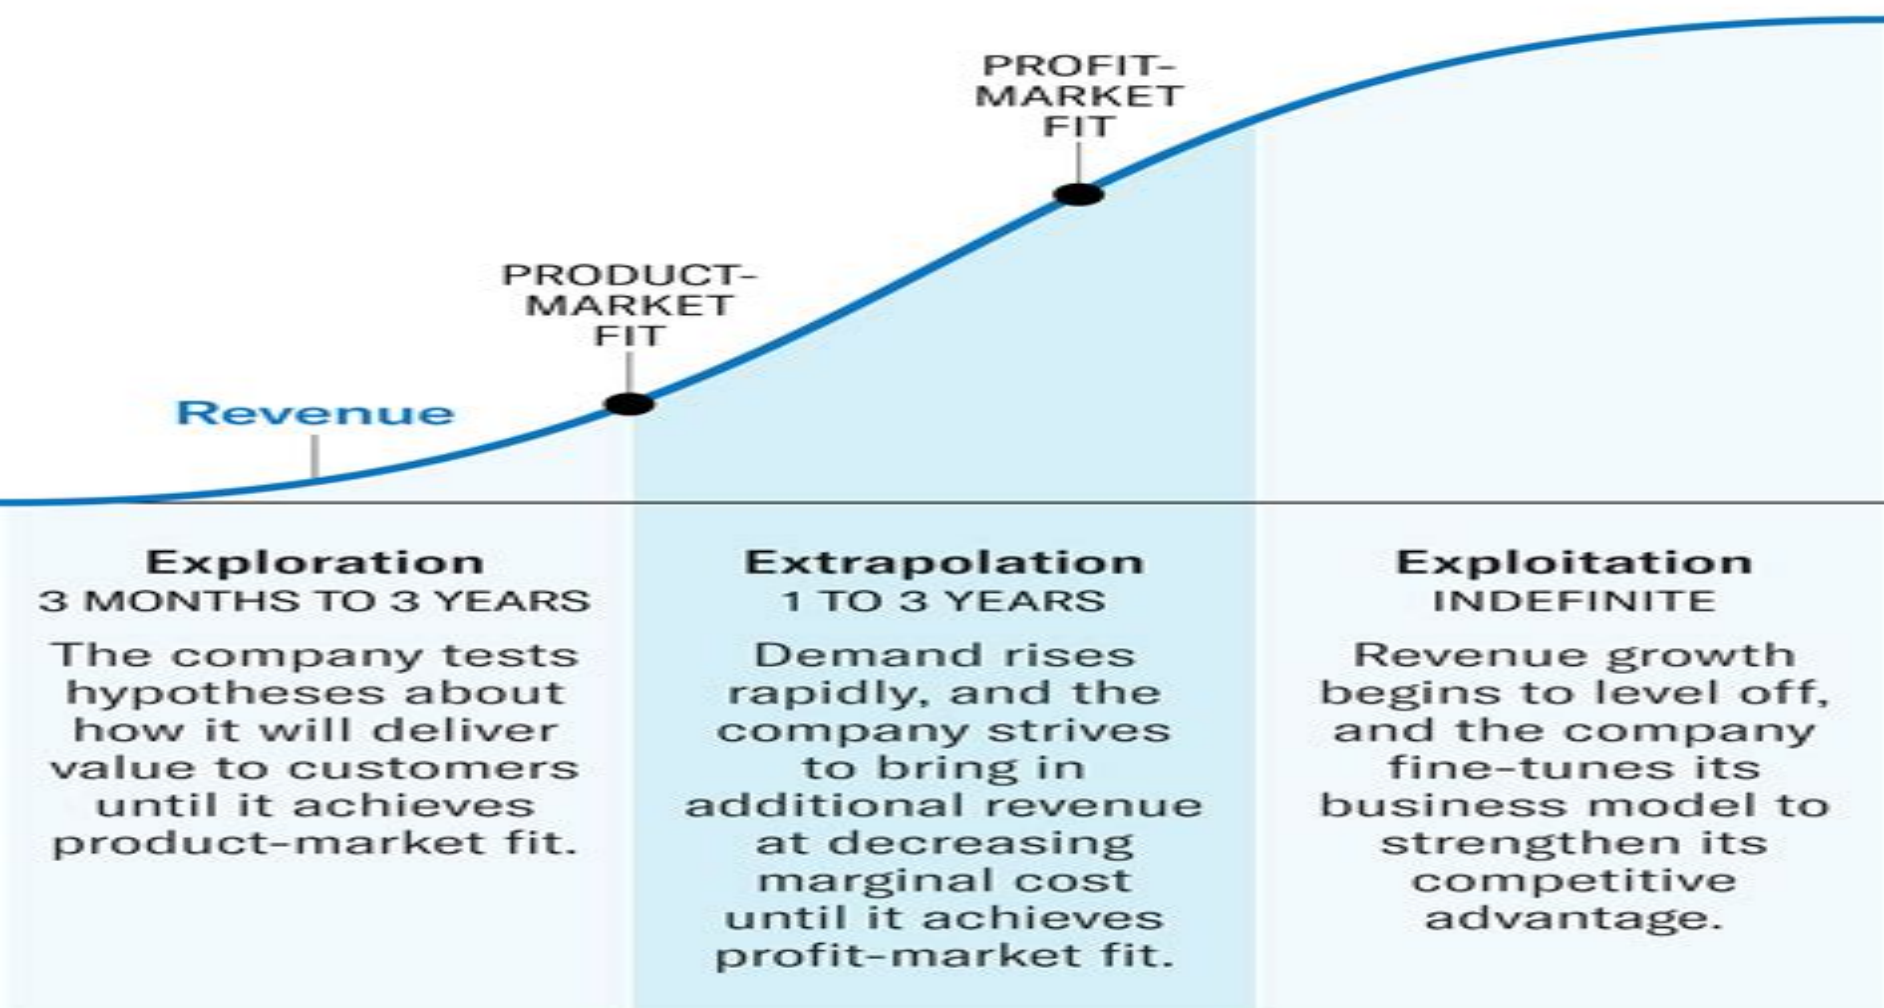 PROFIT-
MARKET
FIT
PRODUCT-
MARKET
FIT
Revenue
Exploration
3 MONTHS TO 3 YEARS
The company tests
hypotheses about
how it will deliver
value to customers
until it achieves
product-market fit.
Extrapolation
1 TO 3 YEARS
Demand rises
rapidly, and the
company strives
to bring in
additional revenue
at decreasing
marginal cost
until it achieves
profit-market fit.
Exploitation
INDEFINITE
Revenue growth
begins to level off,
and the company
fine-tunes its
business model to
strengthen its
competitive
advantage.